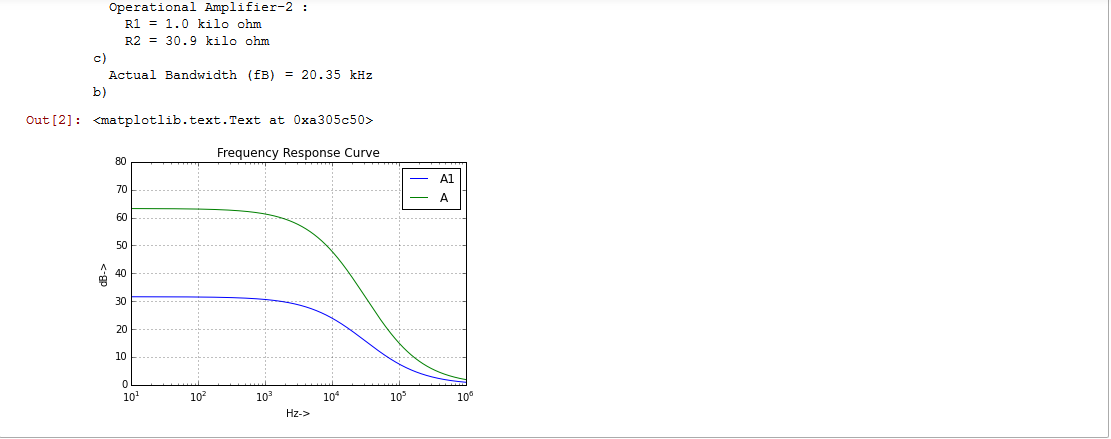 Operational Amplifier-2 :
R1 = 1.0 kilo ohm
R2 = 30.9 kilo ohm
c)
Actual Bandwidth (fB) = 20.35 kHz
b)
Out[2]: <matplotlib.text.Text at 0xa305c50>
Frequency Response Curve
80
70
60
50
40
30
20
10
0
dB->
A1
A
10^1 10^2 10^3 10^4 10^5 10^6
Hz->